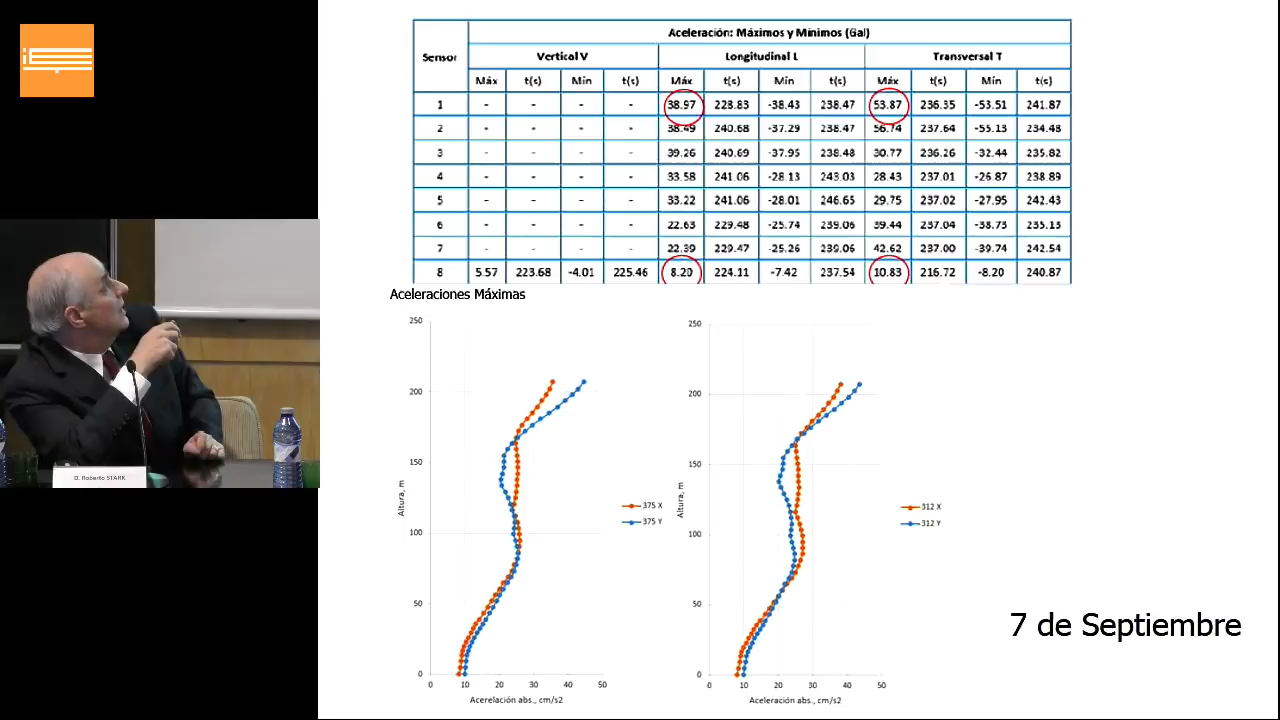 Aceleración: Máximos y Mínimos (Gal)
Sensor Vertical V Longitudinal L Transversal T
Máx t(s) Mín t(s) Máx t(s) Mín t(s) Máx t(s) Mín t(s)
1 - - - - 38.97 223.83 -38.43 238.47 53.87 236.35 -53.51 241.87
2 - - - - 38.49 240.68 -37.29 238.47 56.74 237.64 -55.13 234.48
3 - - - - 39.26 240.69 -37.95 238.48 30.77 236.26 -32.44 235.82
4 - - - - 33.58 241.06 -28.13 243.03 28.43 237.01 -26.87 238.89
5 - - - - 33.22 241.06 -28.01 246.65 29.75 237.02 -27.95 242.43
6 - - - - 22.63 229.48 -25.74 239.06 39.44 237.04 -38.73 235.13
7 - - - - 22.39 229.47 -25.26 239.06 42.62 237.00 -39.74 242.54
8 5.57 223.68 -4.01 225.46 8.20 224.11 -7.42 237.54 10.83 216.72 -8.20 240.87
Aceleraciones Máximas
250
200
150
100
50
0
0 10 20 30 40 50
Altura, m
Acerelación abs., cm/s2
375 X
375 Y
250
200
150
100
50
0
0 10 20 30 40 50
Altura, m
Aceleración abs., cm/s2
312 X
312 Y
7 de Septiembre
D. Roberto STARK